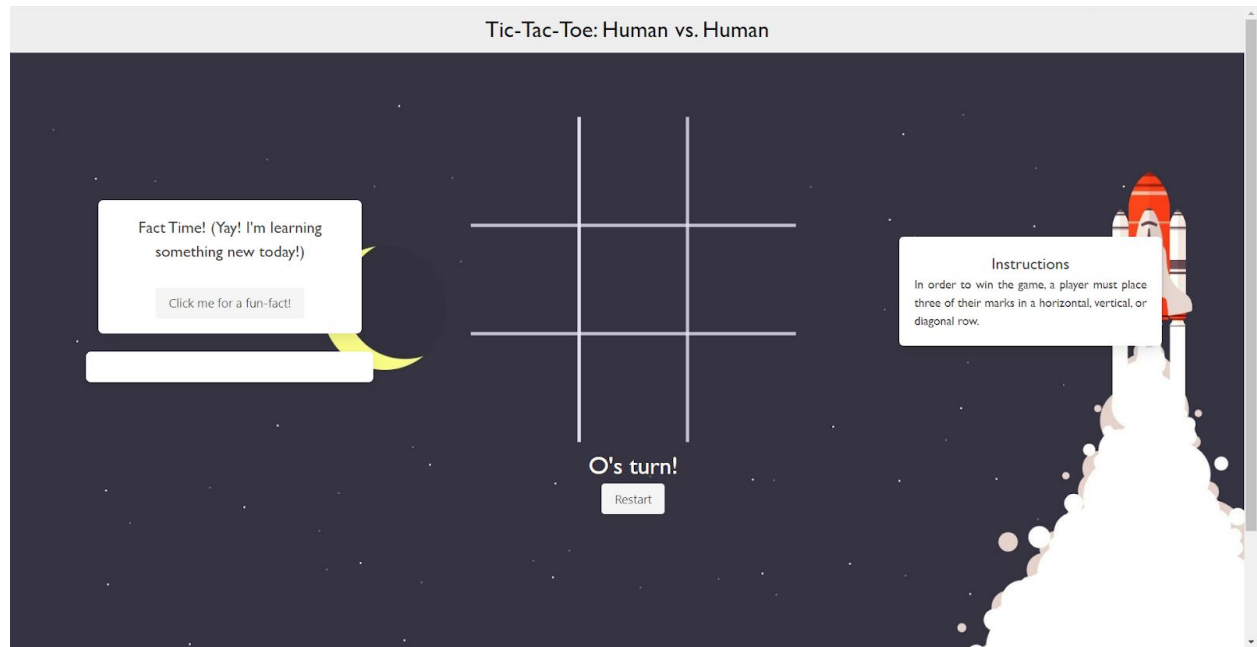 Tic-Tac-Toe: Human vs. Human
Fact Time! (Yay! I'm learning
something new today!)
Click me for a fun-fact!
O's turn!
Restart
Instructions
In order to win the game, a player must place
three of their marks in a horizontal, vertical, or
diagonal row.